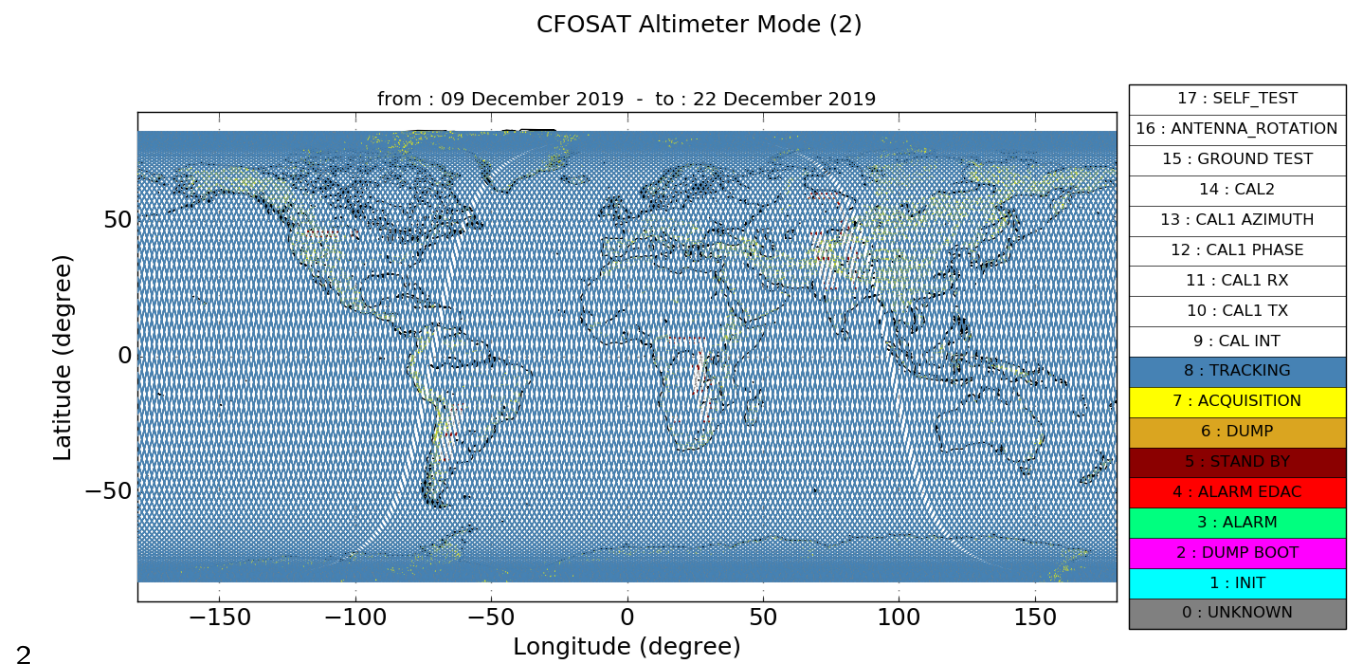 CFOSAT Altimeter Mode (2)
from : 09 December 2019 - to : 22 December 2019
17 : SELF_TEST
16 : ANTENNA_ROTATION
15 : GROUND TEST
14 : CAL2
13 : CAL1 AZIMUTH
12 : CAL1 PHASE
11 : CAL1 RX
10 : CAL1 TX
9 : CAL INT
8 : TRACKING
7 : ACQUISITION
6 : DUMP
5 : STAND BY
4 : ALARM EDAC
3 : ALARM
2 : DUMP BOOT
1 : INIT
0 : UNKNOWN
Latitude (degree)
50
0
−50
−150 −100 −50 0 50 100 150
Longitude (degree)
2